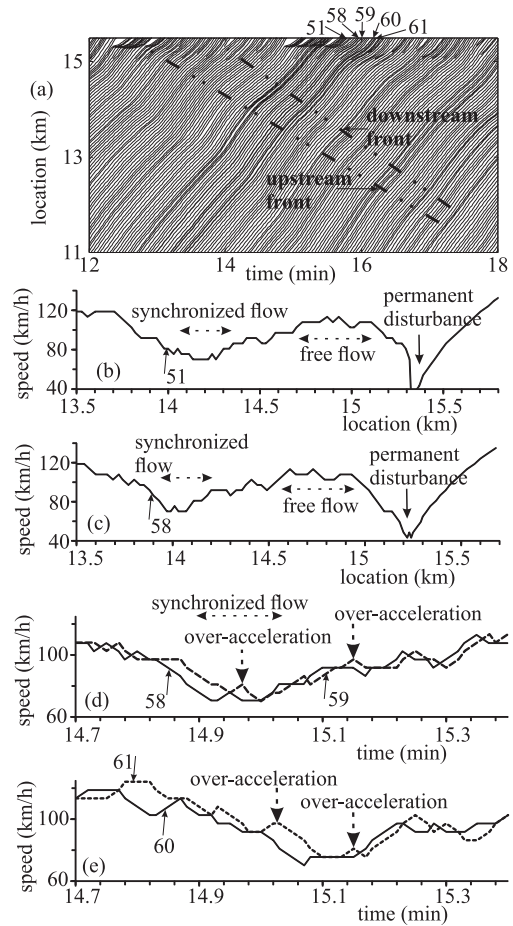 51 58 59 60 61
(a)
location (km)
15
13
11
downstream
front
upstream
front
12 14 16 18
time (min)
speed (km/h)
120
80
40
synchronized flow
free flow
permanent
disturbance
51
(b)
13.5 14 14.5 15 15.5
location (km)
speed (km/h)
120
80
40
synchronized
flow
free flow
permanent
disturbance
58
(c)
13.5 14 14.5 15 15.5
location (km)
synchronized flow
over-acceleration
over-acceleration
speed (km/h)
100
60
58
59
(d)
14.7 14.9 15.1 15.3
time (min)
61
over-acceleration
over-acceleration
speed (km/h)
100
60
60
(e)
14.7 14.9 15.1 15.3
time (min)